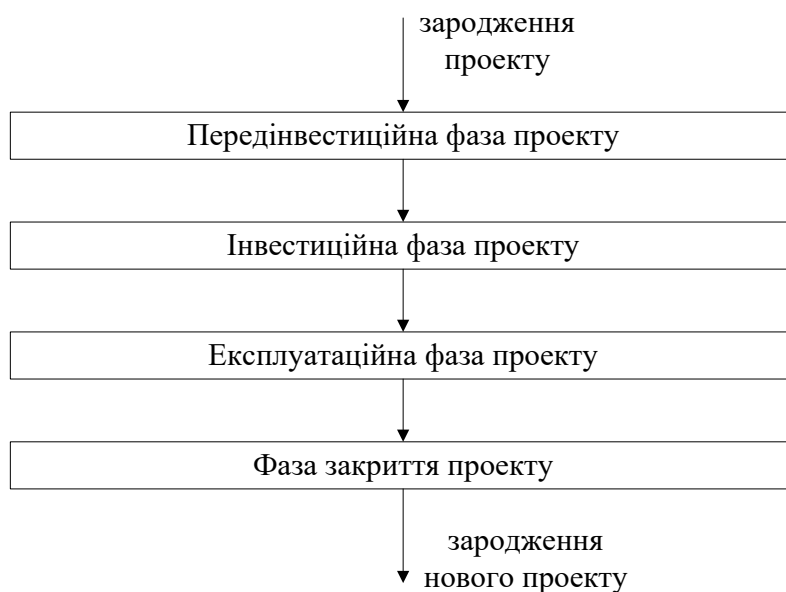 зародження
проекту
Передінвестиційна фаза проекту
Інвестиційна фаза проекту
Експлуатаційна фаза проекту
Фаза закриття проекту
зародження
нового проекту